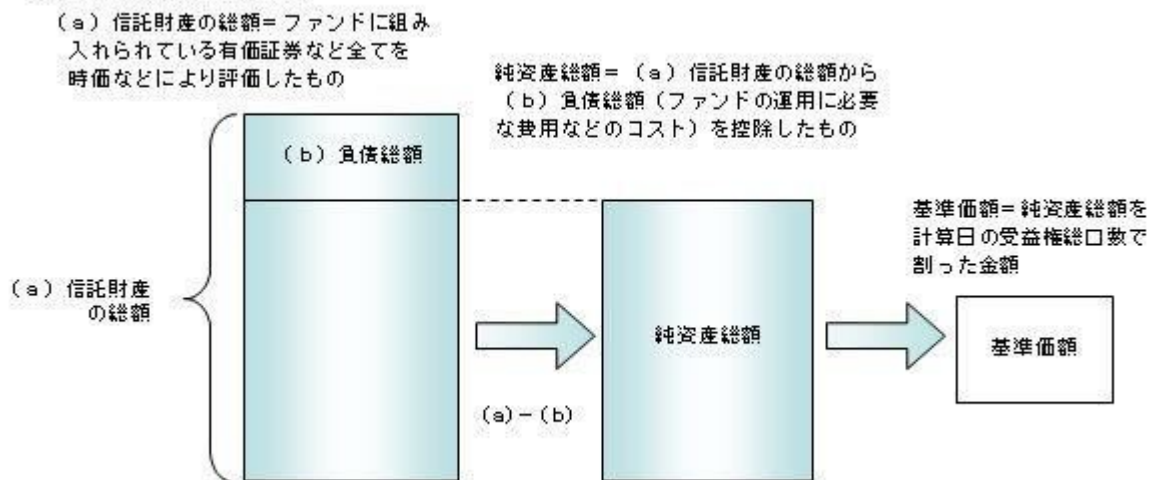 （a）信託財産の総額＝ファンドに組み
入れられている有価証券など全てを
時価などにより評価したもの
純資産総額＝（a）信託財産の総額から
（b）負債総額（ファンドの運用に必要
な費用などのコスト）を控除したもの
（b）負債総額
基準価額＝純資産総額を
計算日の受益権総口数で
割った金額
（a）信託財産
の総額
純資産総額
基準価額
（a）－（b）